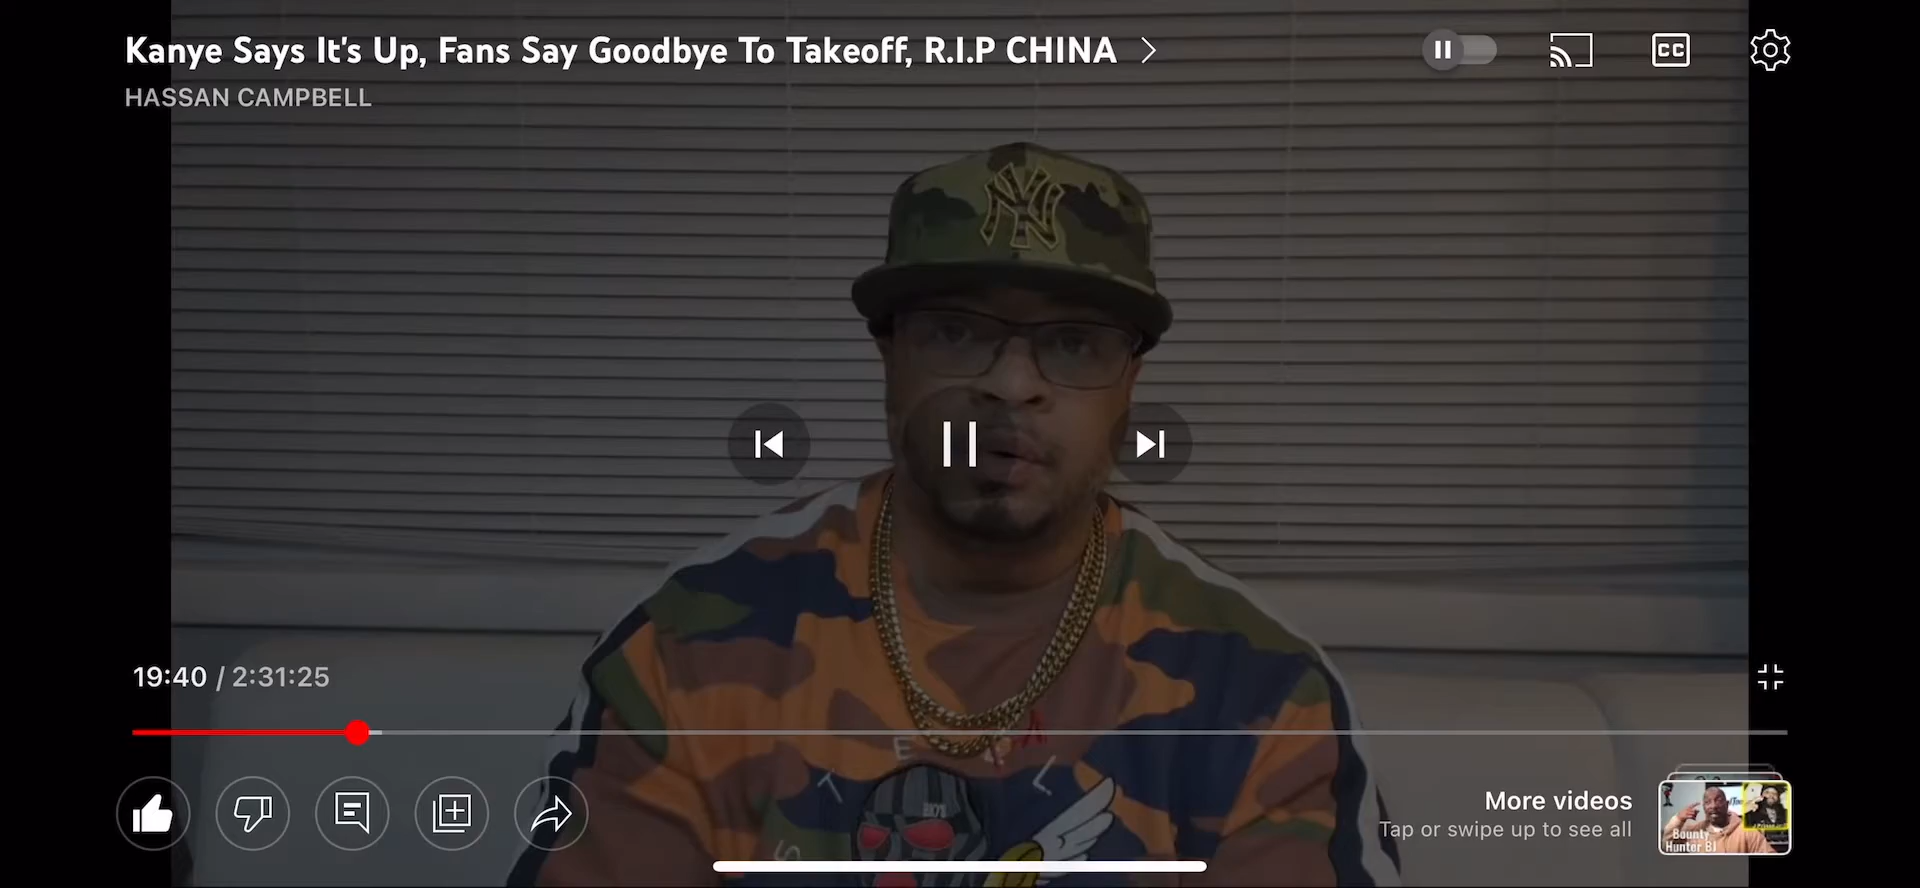 Kanye Says It's Up, Fans Say Goodbye To Takeoff, R.I.P CHINA
CC
HASSAN CAMPBELL
NY
19:40 / 2:31:25
T E R L
S
More videos
Tap or swipe up to see all
Bounty
Hunter BJ